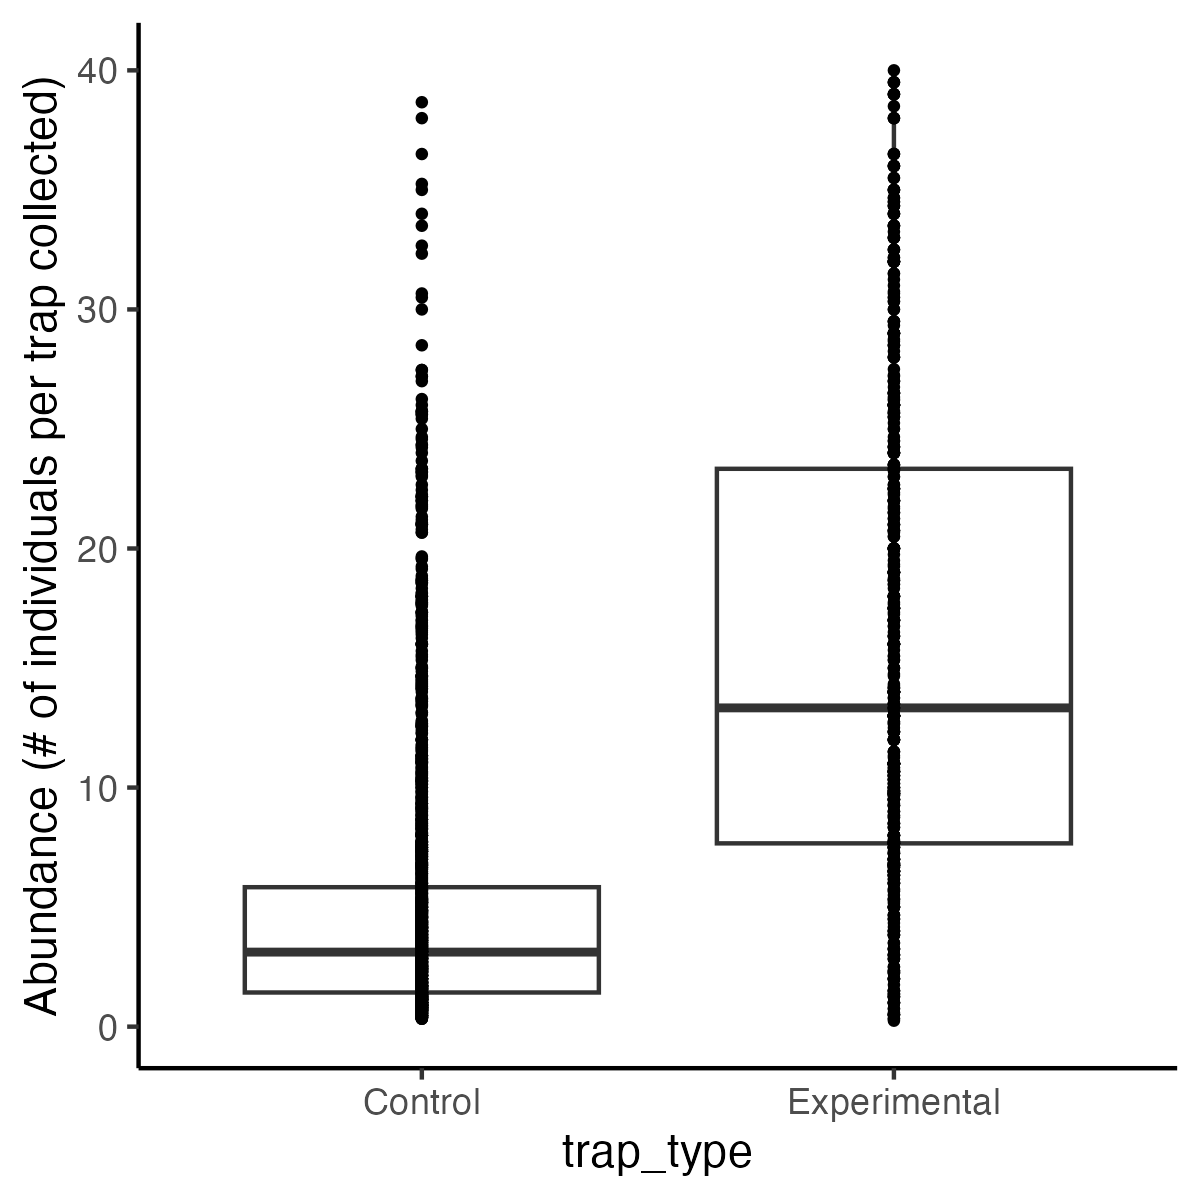 Abundance (# of individuals per trap collected)
40
30
20
10
0
Control
Experimental
trap_type